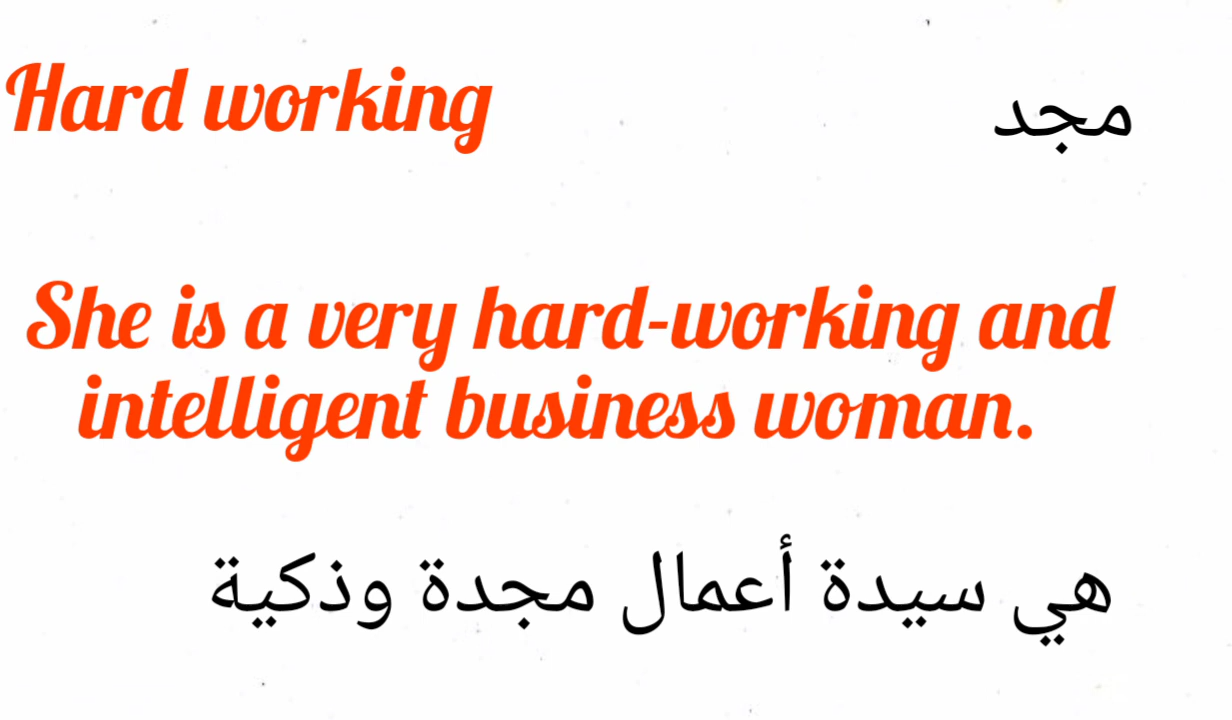 Hard working
مجد
She is a very hard-working and
intelligent business woman.
هي سيدة أعمال مجدة وذكية